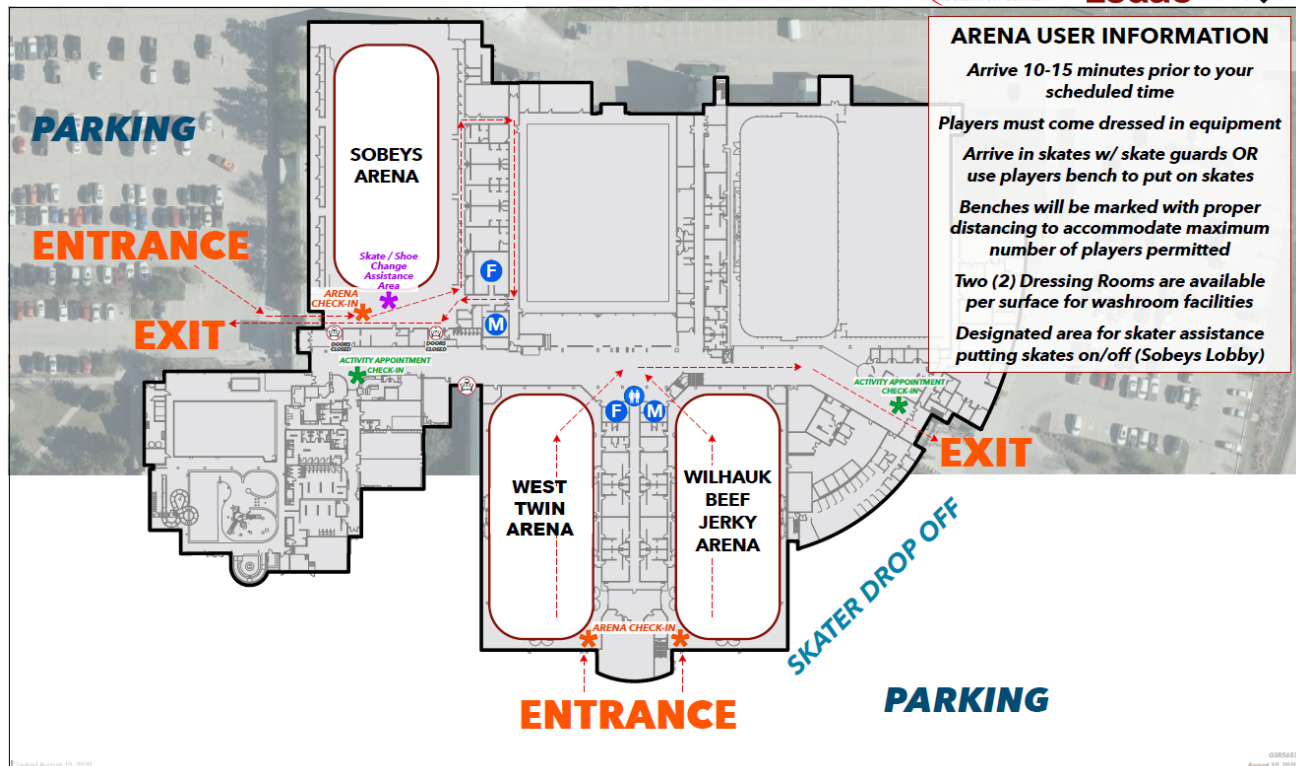 ARENA USER INFORMATION
Arrive 10-15 minutes prior to your
scheduled time
Players must come dressed in equipment
Arrive in skates w/ skate guards OR
use players bench to put on skates
Benches will be marked with proper
distancing to accommodate maximum
number of players permitted
Two (2) Dressing Rooms are available
per surface for washroom facilities
Designated area for skater assistance
putting skates on/off (Sobeys Lobby)
PARKING
SOBEYS
ARENA
ENTRANCE
Skate / Shoe
Change
Assistance
Area
F
ARENA
CHECK-IN
EXIT
M
DOORS
CLOSED
DOORS
CLOSED
ACTIVITY APPOINTMENT
CHECK-IN
ACTIVITY APPOINTMENT
CHECK-IN
F
M
EXIT
WEST
TWIN
ARENA
WILHAUK
BEEF
JERKY
ARENA
SKATER DROP OFF
ARENA CHECK-IN
ENTRANCE
PARKING
Created August 10, 2020